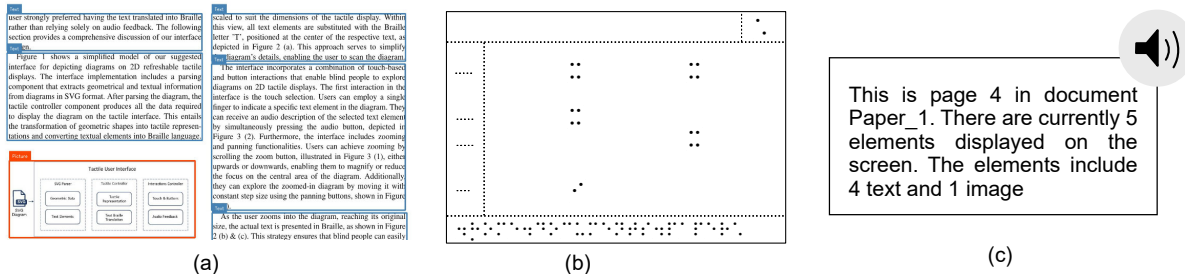 Text
user strongly preferred having the text translated into Braille
rather than relying solely on audio feedback. The following
section provides a comprehensive discussion of our interface
Text
Figure 1 shows a simplified model of our suggested
interface for depicting diagrams on 2D refreshable tactile
displays. The interface implementation includes a parsing
component that extracts geometrical and textual information
from diagrams in SVG format. After parsing the diagram, the
tactile controller component produces all the data required
to display the diagram on the tactile interface. This entails
the transformation of geometric shapes into tactile represen-
tations and converting textual elements into Braille language.
Picture
Tactile User Interface
SVG Parser
Tactile Controller
Interactions Controller
Geometric Data
Tactile
Representation
Touch & Buttons
SVG
SVG
Diagram
Text Elements
Text Braille
Translation
Audio Feedback
Text
scaled to suit the dimensions of the tactile display. Within
this view, all text elements are substituted with the Braille
letter ‘T’, positioned at the center of the respective text, as
depicted in Figure 2 (a). This approach serves to simplify
diagram's details, enabling the user to scan the diagram.
Text
The interface incorporates a combination of touch-based
and button interactions that enable blind people to explore
diagrams on 2D tactile displays. The first interaction in the
interface is the touch selection. Users can employ a single
finger to indicate a specific text element in the diagram. They
can receive an audio description of the selected text element
by simultaneously pressing the audio button, depicted in
Figure 3 (2). Furthermore, the interface includes zooming
and panning functionalities. Users can achieve zooming by
scrolling the zoom button, illustrated in Figure 3 (1), either
upwards or downwards, enabling them to magnify or reduce
the focus on the central area of the diagram. Additionally,
they can explore the zoomed-in diagram by moving it with
constant step size using the panning buttons, shown in Figure
Text
As the user zooms into the diagram, reaching its original
size, the actual text is presented in Braille, as shown in Figure
2 (b) & (c). This strategy ensures that blind people can easily
(a)
(b)
This is page 4 in document
Paper_1. There are currently 5
elements displayed on the
screen. The elements include
4 text and 1 image
(c)